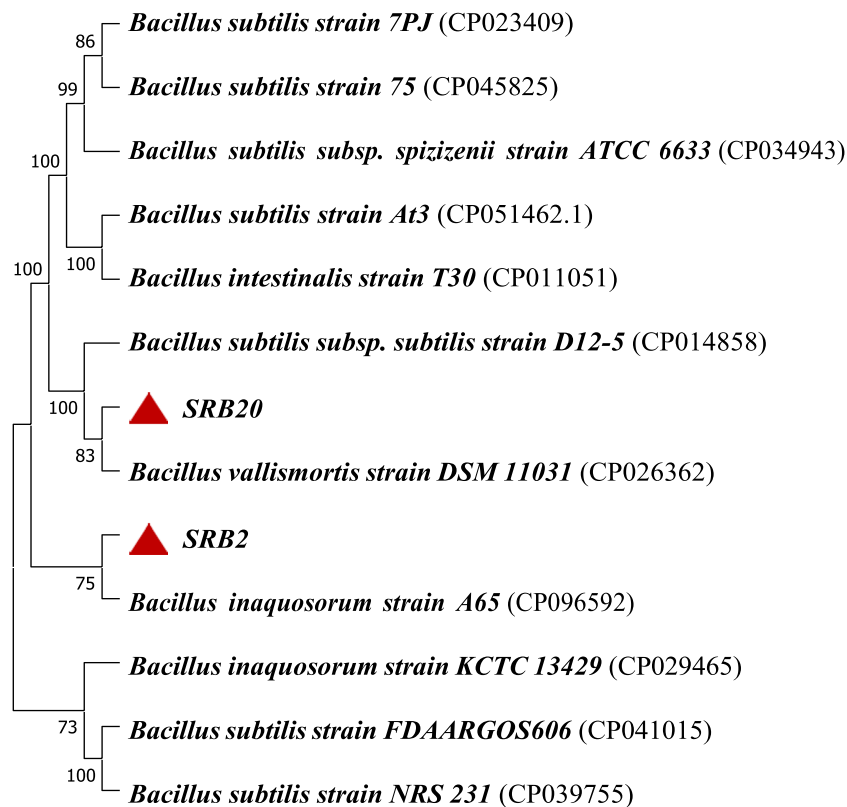 Bacillus subtilis strain 7PJ (CP023409)
86
Bacillus subtilis strain 75 (CP045825)
99
Bacillus subtilis subsp. spizizenii strain ATCC 6633 (CP034943)
100
Bacillus subtilis strain At3 (CP051462.1)
100
100
Bacillus intestinalis strain T30 (CP011051)
Bacillus subtilis subsp. subtilis strain D12-5 (CP014858)
100
SRB20
83
Bacillus vallismortis strain DSM 11031 (CP026362)
SRB2
75
Bacillus inaquosorum strain A65 (CP096592)
Bacillus inaquosorum strain KCTC 13429 (CP029465)
73
Bacillus subtilis strain FDAARGOS606 (CP041015)
100
Bacillus subtilis strain NRS 231 (CP039755)